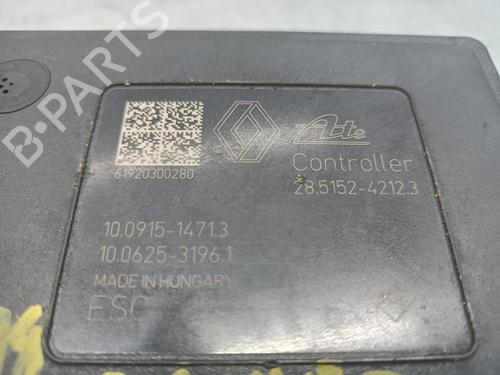 B-PARTS
Ate
Controller
61920300280
28.5152-4212.3
10.0915-1471.3
10.0625-3196.1
MADE IN HUNGARY
ESC